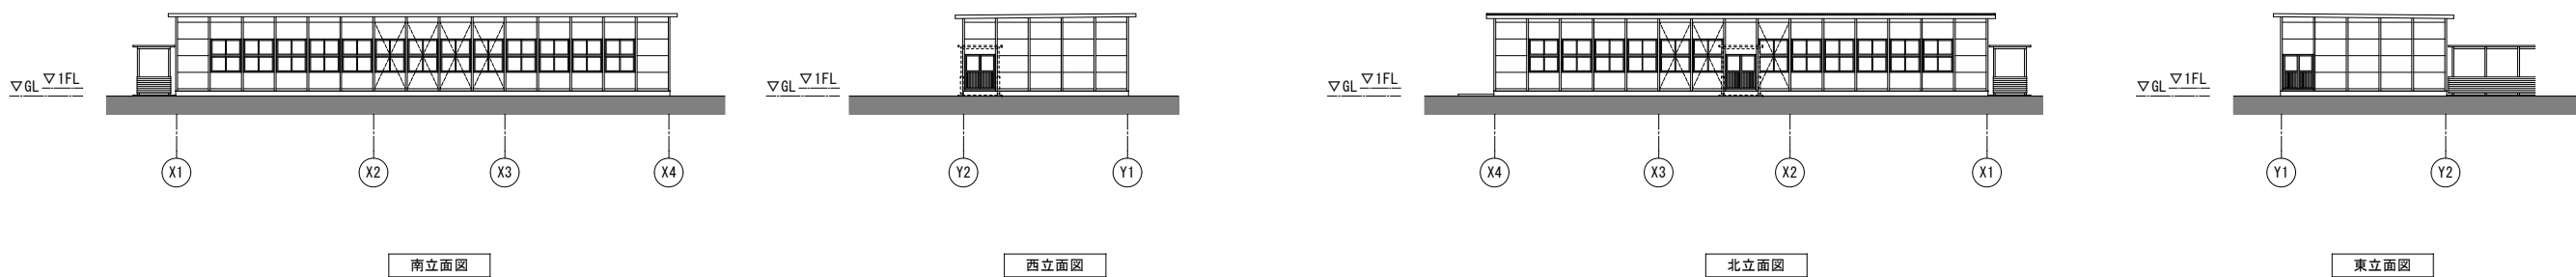 ▽GL ▽1FL
X1 X2 X3 X4
南立面図
▽GL ▽1FL
Y2 Y1
西立面図
▽GL ▽1FL
X4 X3 X2 X1
北立面図
▽GL ▽1FL
Y1 Y2
東立面図